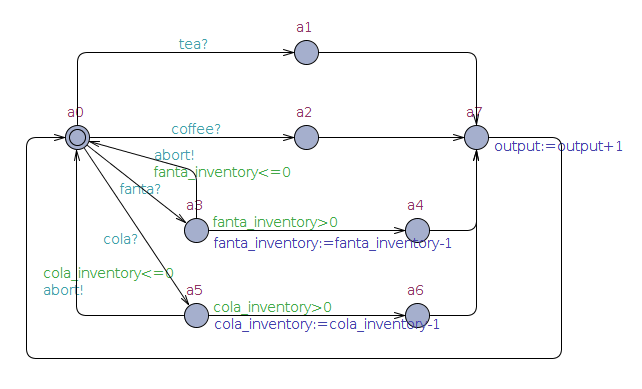 a1
tea?
a0
a2
a7
coffee?
output:=output+1
abort!
fanta_inventory<=0
fanta?
a3
a4
fanta_inventory>0
cola?
fanta_inventory:=fanta_inventory-1
cola_inventory<=0
abort!
a5
a6
cola_inventory>0
cola_inventory:=cola_inventory-1